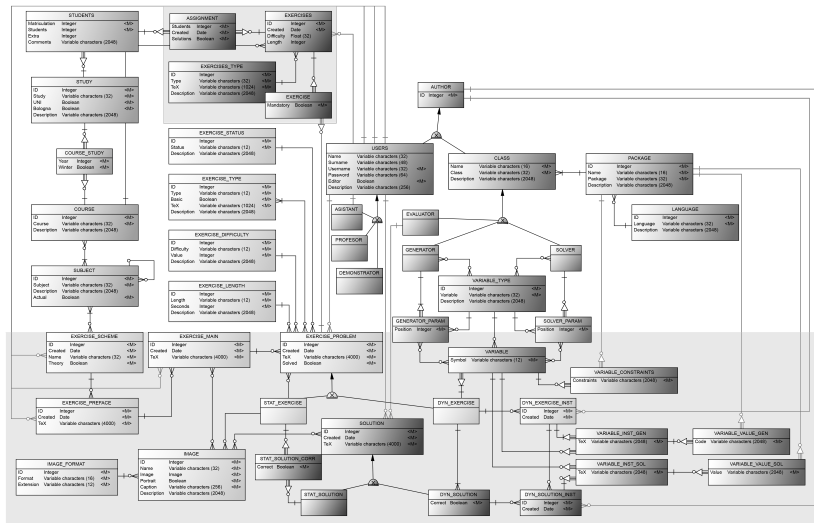 STUDENTS
Matriculation Integer <M>
Students Integer <M>
Extra Integer
Comments Variable characters (2048)
ASSIGNMENT
Students Integer <M>
Created Date <M>
Solutions Boolean <M>
EXERCISES
ID Integer <M>
Created Date <M>
Difficulty Float (32)
Length Integer
EXERCISES_TYPE
ID Integer <M>
Type Variable characters (32) <M>
TeX Variable characters (1024) <M>
Description Variable characters (2048)
EXERCISE
Mandatory Boolean <M>
STUDY
ID Integer <M>
Study Variable characters (32) <M>
UNI Boolean <M>
Bologna Boolean <M>
Description Variable characters (2048)
COURSE_STUDY
Year Integer <M>
Winter Boolean <M>
COURSE
ID Integer <M>
Course Variable characters (32) <M>
Description Variable characters (2048)
SUBJECT
ID Integer <M>
Subject Variable characters (32) <M>
Description Variable characters (2048)
Actual Boolean <M>
EXERCISE_STATUS
ID Integer <M>
Status Variable characters (12) <M>
Description Variable characters (2048)
EXERCISE_TYPE
ID Integer <M>
Type Variable characters (12) <M>
Basic Boolean <M>
TeX Variable characters (1024) <M>
Description Variable characters (2048)
EXERCISE_DIFFICULTY
ID Integer <M>
Difficulty Variable characters (12) <M>
Value Integer <M>
Description Variable characters (2048)
EXERCISE_LENGTH
ID Integer <M>
Length Variable characters (12) <M>
Seconds Integer <M>
Description Variable characters (2048)
AUTHOR
ID Integer <M>
USERS
Name Variable characters (32)
Surname Variable characters (48)
Username Variable characters (32) <M>
Password Variable characters (64) <M>
Editor Boolean <M>
Description Variable characters (256)
CLASS
Name Variable characters (16) <M>
Class Variable characters (32) <M>
Description Variable characters (2048)
PACKAGE
ID Integer <M>
Name Variable characters (16) <M>
Package Variable characters (32) <M>
Description Variable characters (2048)
LANGUAGE
ID Integer <M>
Language Variable characters (32) <M>
Description Variable characters (2048)
ASISTANT
PROFESOR
DEMONSTRATOR
EVALUATOR
GENERATOR
SOLVER
VARIABLE_TYPE
ID Integer <M>
Variable Variable characters (32) <M>
Description Variable characters (2048)
GENERATOR_PARAM
Position Integer <M>
SOLVER_PARAM
Position Integer <M>
VARIABLE
Symbol Variable characters (12) <M>
VARIABLE_CONSTRAINTS
Constraints Variable characters (2048) <M>
EXERCISE_SCHEME
ID Integer <M>
Created Date <M>
Name Variable characters (32) <M>
Theory Boolean <M>
EXERCISE_MAIN
ID Integer <M>
Created Date <M>
TeX Variable characters (4000) <M>
EXERCISE_PROBLEM
ID Integer <M>
Created Date <M>
TeX Variable characters (4000) <M>
Solved Boolean <M>
EXERCISE_PREFACE
ID Integer <M>
Created Date <M>
TeX Variable characters (4000) <M>
STAT_EXERCISE
DYN_EXERCISE
DYN_EXERCISE_INST
ID Integer <M>
Created Date <M>
SOLUTION
ID Integer <M>
Created Date <M>
TeX Variable characters (4000) <M>
VARIABLE_INST_GEN
TeX Variable characters (2048) <M>
VARIABLE_VALUE_GEN
Code Variable characters (2048) <M>
VARIABLE_INST_SOL
TeX Variable characters (2048) <M>
VARIABLE_VALUE_SOL
Value Variable characters (2048) <M>
IMAGE_FORMAT
ID Integer <M>
Format Variable characters (16) <M>
Extension Variable characters (12) <M>
IMAGE
ID Integer <M>
Name Variable characters (32) <M>
Image Image <M>
Portrait Boolean <M>
Caption Variable characters (256) <M>
Description Variable characters (2048) <M>
STAT_SOLUTION_CORR
Correct Boolean <M>
STAT_SOLUTION
DYN_SOLUTION
Correct Boolean <M>
DYN_SOLUTION_INST
ID Integer <M>
Created Date <M>